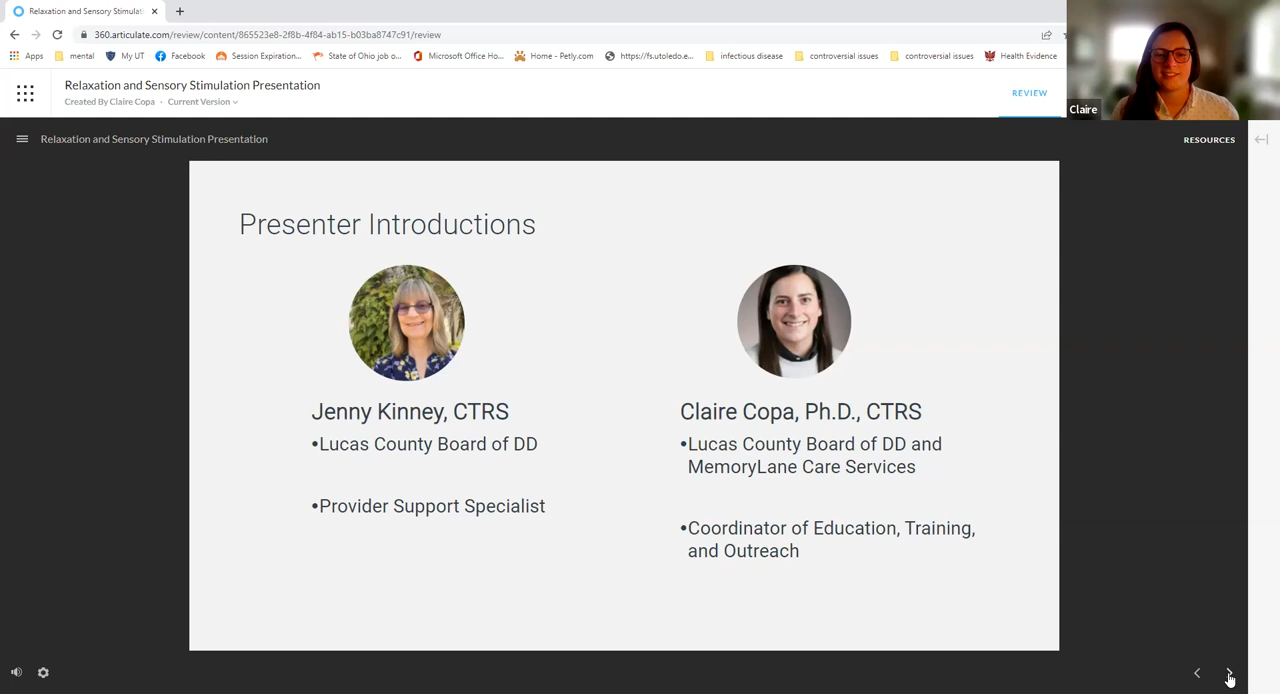 Relaxation and Sensory Stimulat
360.articulate.com/review/content/865523e8-2f8b-4f84-ab15-b03ba8747c91/review
Apps mental My UT Facebook Session Expiration... State of Ohio job o... Microsoft Office Ho... Home - Petly.com https://fs.utoledo.e... infectious disease controversial issues controversial issues Health Evidence
Relaxation and Sensory Stimulation Presentation
Created By Claire Copa · Current Version
REVIEW
Claire
Relaxation and Sensory Stimulation Presentation
RESOURCES
Presenter Introductions
Jenny Kinney, CTRS
•Lucas County Board of DD
•Provider Support Specialist
Claire Copa, Ph.D., CTRS
•Lucas County Board of DD and
MemoryLane Care Services
•Coordinator of Education, Training,
and Outreach